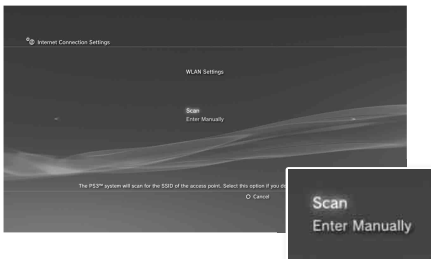 Internet Connection Settings
WLAN Settings
Scan
Enter Manually
The PS3™ system will scan for the SSID of the access point. Select this option if you do
Cancel
Scan
Enter Manually